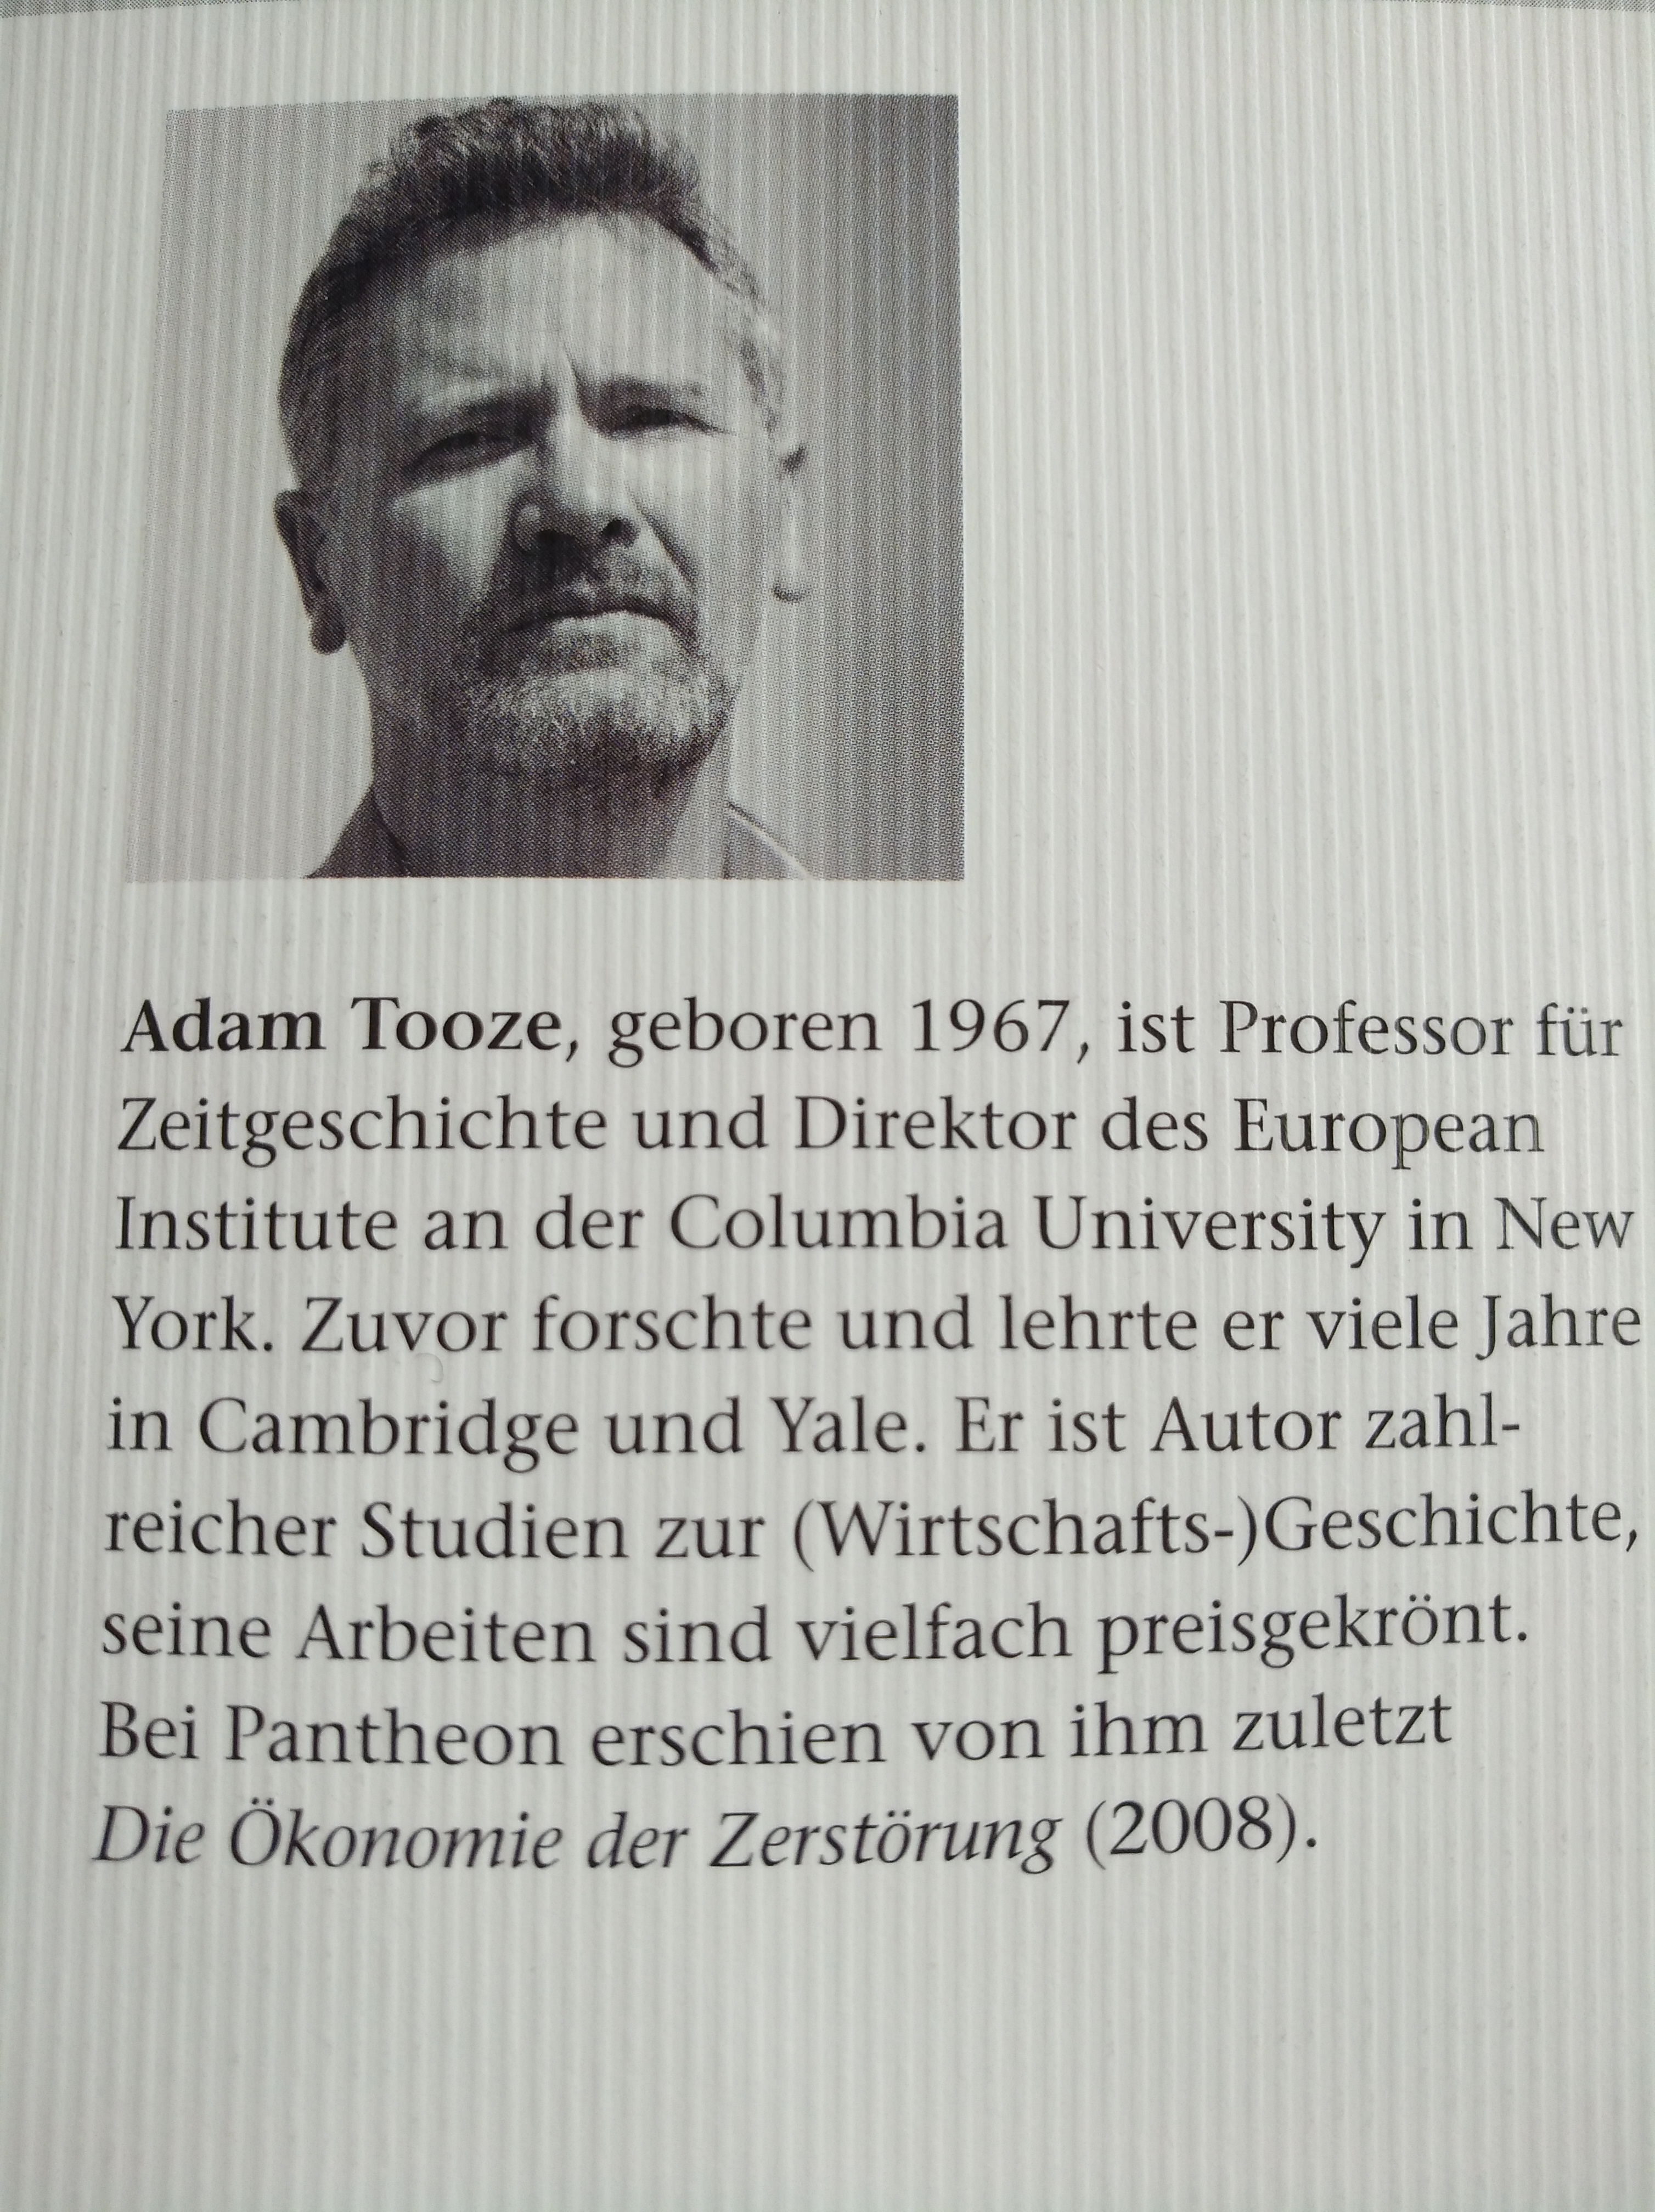 Adam Tooze, geboren 1967, ist Professor für
Zeitgeschichte und Direktor des European
Institute an der Columbia University in New
York. Zuvor forschte und lehrte er viele Jahre
in Cambridge und Yale. Er ist Autor zahl-
reicher Studien zur (Wirtschafts-)Geschichte,
seine Arbeiten sind vielfach preisgekrönt.
Bei Pantheon erschien von ihm zuletzt
Die Ökonomie der Zerstörung (2008).